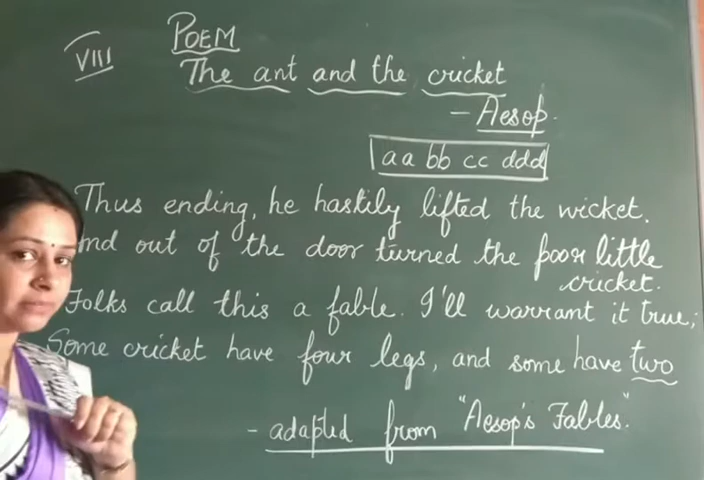 VIII
POEM
The ant and the cricket
- Aesop.
aa bb cc ddd
Thus ending, he hastily lifted the wicket.
And out of the door turned the poor little
cricket.
Folks call this a fable. I'll warrant it true;
Some cricket have four legs, and some have two
- adapted from "Aesop's Fables".